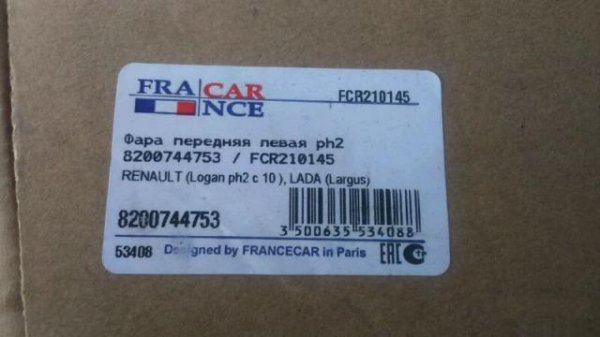 FRA CAR
NCE
FCR210145
Фара передняя левая ph2
8200744753 / FCR210145
RENAULT (Logan ph2 c 10 ), LADA (Largus)
8200744753
3 500635 534088
53408 Designed by FRANCECAR in Paris
EAC